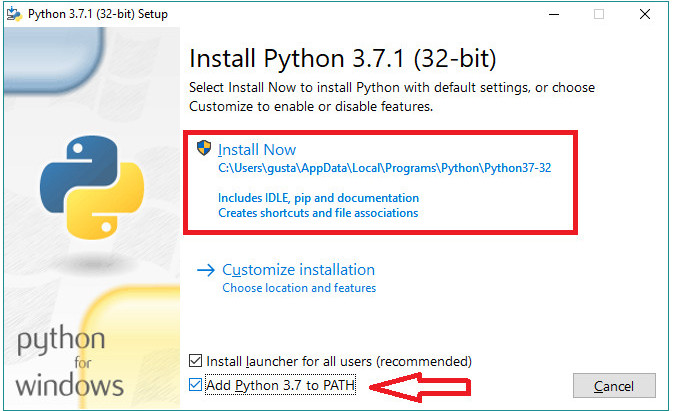 Python 3.7.1 (32-bit) Setup
Install Python 3.7.1 (32-bit)
Select Install Now to install Python with default settings, or choose
Customize to enable or disable features.
Install Now
C:\Users\gusta\AppData\Local\Programs\Python\Python37-32
Includes IDLE, pip and documentation
Creates shortcuts and file associations
Customize installation
Choose location and features
python
for
windows
Install launcher for all users (recommended)
Add Python 3.7 to PATH
Cancel